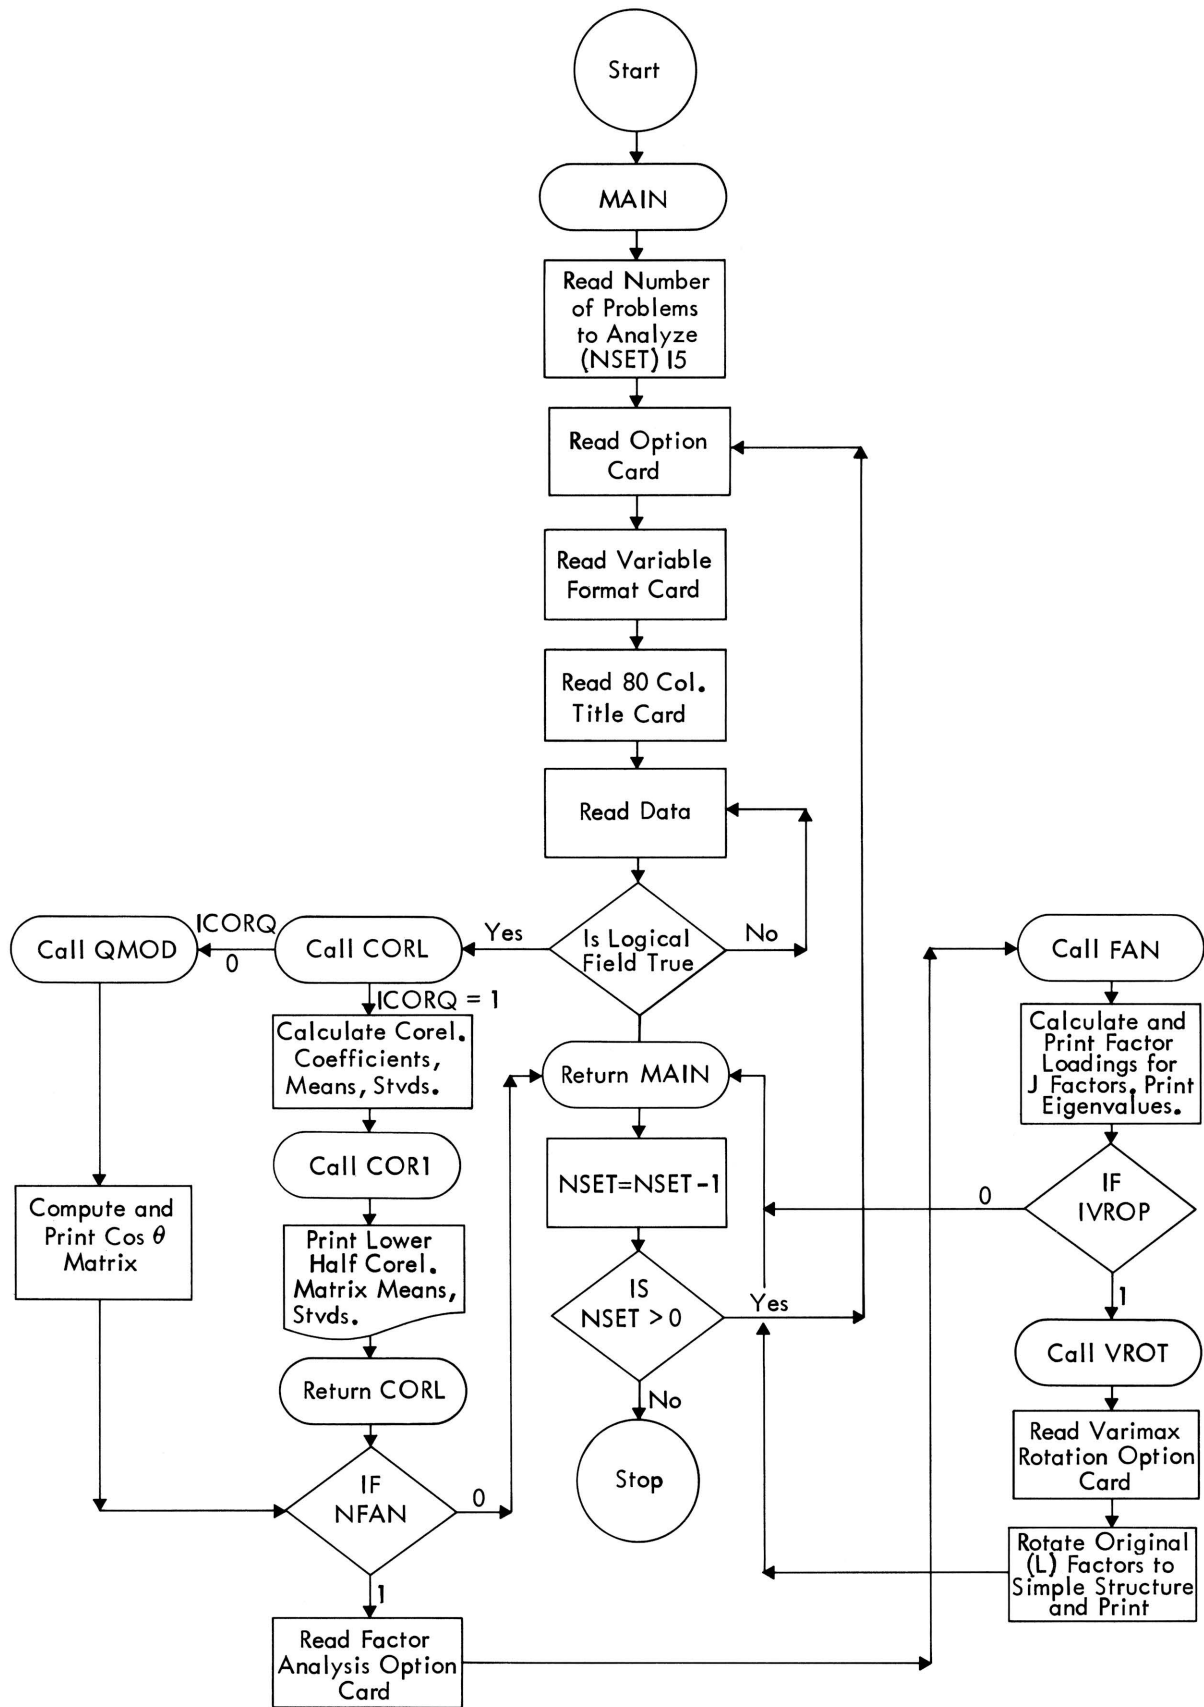 Start
MAIN
Read Number
of Problems
to Analyze
(NSET) I5
Read Option
Card
Read Variable
Format Card
Read 80 Col.
Title Card
Read Data
Is Logical
Field True
No
Yes
Call CORL
ICORQ
0
Call QMOD
Compute and
Print Cos θ
Matrix
ICORQ = 1
Calculate Corel.
Coefficients,
Means, Stvds.
Call COR1
Print Lower
Half Corel.
Matrix Means,
Stvds.
Return CORL
IF
NFAN
0
1
Read Factor
Analysis Option
Card
Return MAIN
NSET=NSET-1
IS
NSET > 0
Yes
No
Stop
Call FAN
Calculate and
Print Factor
Loadings for
J Factors. Print
Eigenvalues.
IF
IVROP
0
1
Call VROT
Read Varimax
Rotation Option
Card
Rotate Original
(L) Factors to
Simple Structure
and Print